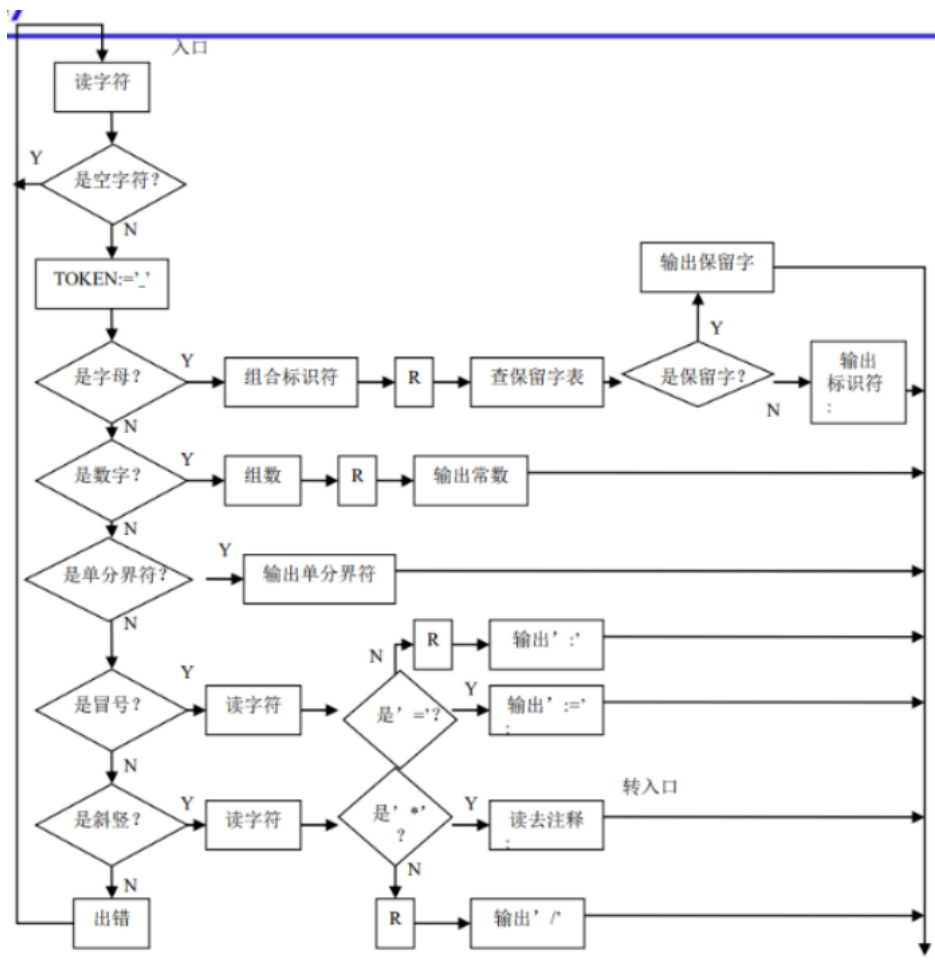 入口
读字符
Y
是空字符?
N
TOKEN:='_'
输出保留字
Y
是字母?
Y
组合标识符
R
查保留字表
是保留字?
N
输出
标识符
;
N
是数字?
Y
组数
R
输出常数
N
是单分界符?
Y
输出单分界符
N
N
R
输出':'
是冒号?
Y
读字符
是'='?
Y
输出':='
;
N
转入口
是斜竖?
Y
读字符
是'*'
?
Y
读去注释
;
N
N
出错
R
输出'/'